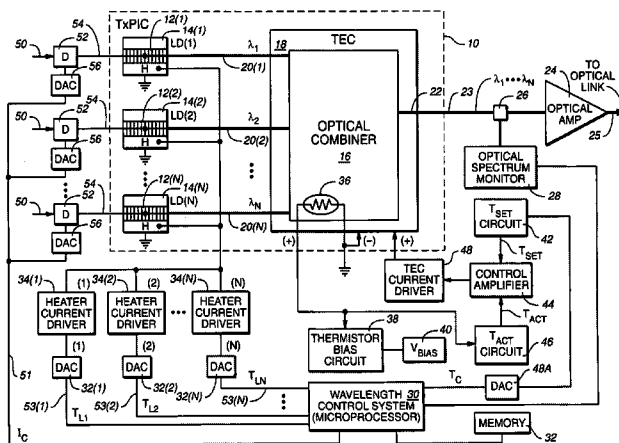 TxPIC
54
12(1)
14(1)
LD(1)
TEC
18
10
50
52
D
H
λ1
20(1)
56
DAC
54
12(2)
14(2)
LD(2)
22
23
λ1 ••• λN
24
TO OPTICAL LINK
26
OPTICAL AMP
25
50
D
52
H
λ2
20(2)
OPTICAL COMBINER
16
DAC
56
54
12(N)
14(N)
LD(N)
36
OPTICAL SPECTRUM MONITOR
28
50
52
D
H
λN
20(N)
TSET CIRCUIT
42
DAC
56
(+)
(–)
(+)
48
TSET
34(1)
(1)
34(2)
(2)
34(N)
(N)
TEC CURRENT DRIVER
CONTROL AMPLIFIER
44
HEATER CURRENT DRIVER
HEATER CURRENT DRIVER
HEATER CURRENT DRIVER
38
40
TACT
THERMISTOR BIAS CIRCUIT
VBIAS
TACT CIRCUIT
46
51
(1)
(2)
(N)
DAC
32(1)
DAC
32(2)
DAC
32(N)
53(1)
TL1
53(2)
TL2
53(N)
TLN
WAVELENGTH CONTROL SYSTEM (MICROPROCESSOR)
30
TC
DAC
48A
IC
MEMORY
32